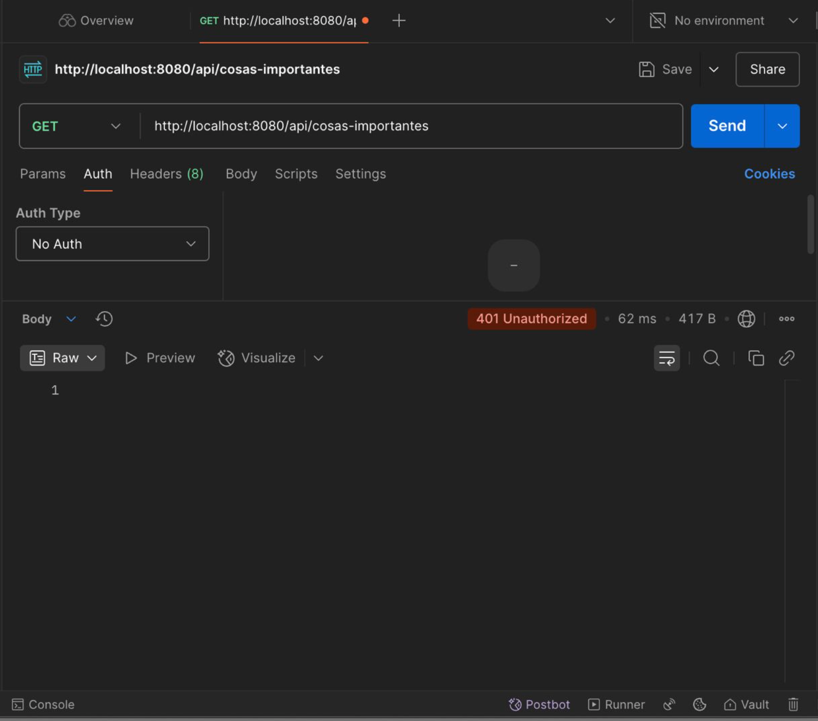 Overview GET http://localhost:8080/ap No environment
HTTP http://localhost:8080/api/cosas-importantes Save Share
GET http://localhost:8080/api/cosas-importantes Send
Params Auth Headers (8) Body Scripts Settings Cookies
Auth Type
No Auth
Body 401 Unauthorized • 62 ms • 417 B •
Raw Preview Visualize
1
Console Postbot Runner Vault